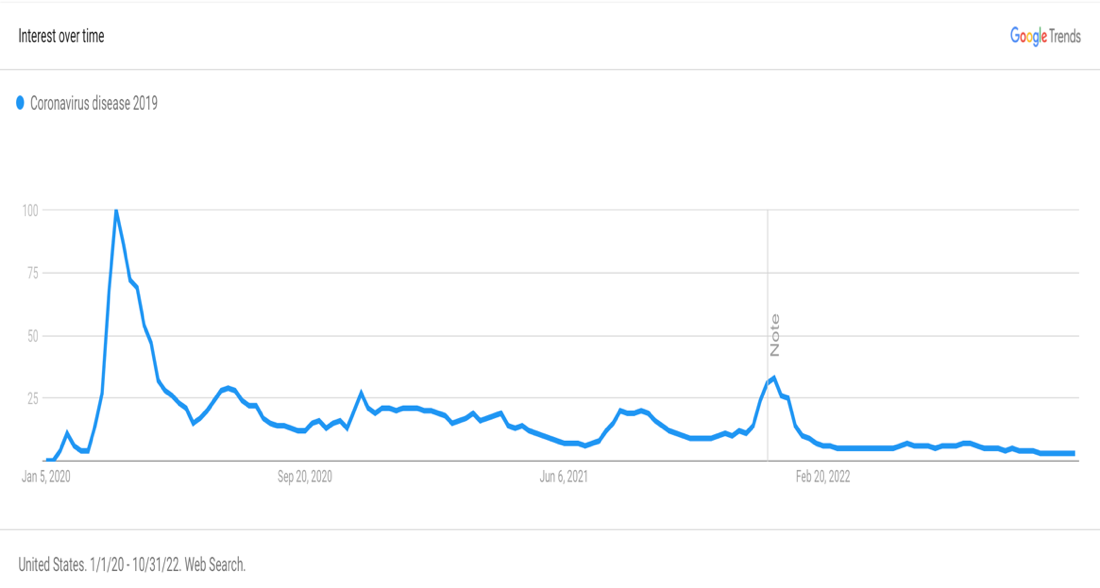 Interest over time
Google Trends
Coronavirus disease 2019
100
75
50
25
Note
Jan 5, 2020
Sep 20, 2020
Jun 6, 2021
Feb 20, 2022
United States. 1/1/20 - 10/31/22. Web Search.